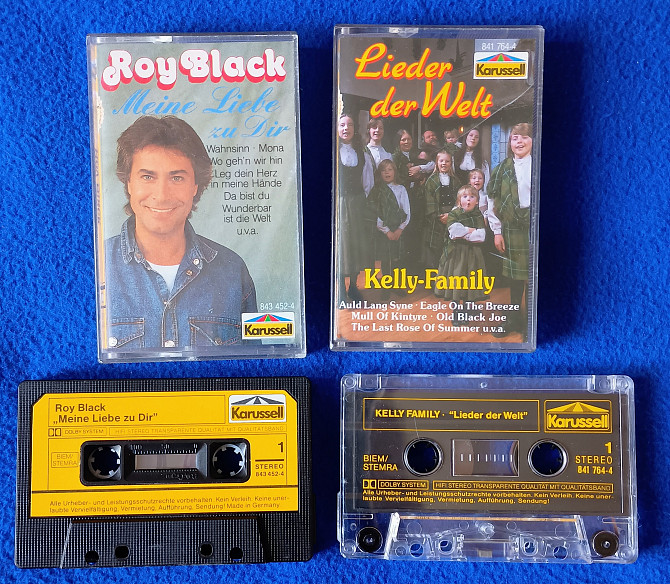 Roy Black
Meine Liebe
zu Dir
Wahnsinn · Mona
Wo geh'n wir hin
Leg dein Herz
in meine Hände
Da bist du
Wunderbar
ist die Welt
u.v.a.
843 452-4
Karussell
841 764-4
Karussell
Lieder
der Welt
Kelly-Family
Auld Lang Syne · Eagle On The Breeze
Mull Of Kintyre · Old Black Joe
The Last Rose Of Summer u.v.a.
Roy Black
„Meine Liebe zu Dir"
Karussell
DOLBY SYSTEM HIFI STEREO TRANSPARENTE QUALITÄT MIT QUALITÄTSBAND
BIEM/
STEMRA
1
STEREO
843 452-4
Alle Urheber- und Leistungsschutzrechte vorbehalten. Kein Verleih. Keine uner-
laubte Vervielfältigung, Vermietung, Aufführung, Sendung! Made in Germany
KELLY FAMILY · "Lieder der Welt"
Karussell
BIEM/
STEMRA
1
STEREO
841 764-4
DOLBY SYSTEM HIFI STEREO TRANSPARENTE QUALITÄT MIT QUALITÄTSBAND
Alle Urheber- und Leistungsschutzrechte vorbehalten. Kein Verleih! Keine uner-
laubte Vervielfältigung, Vermietung, Aufführung, Sendung!